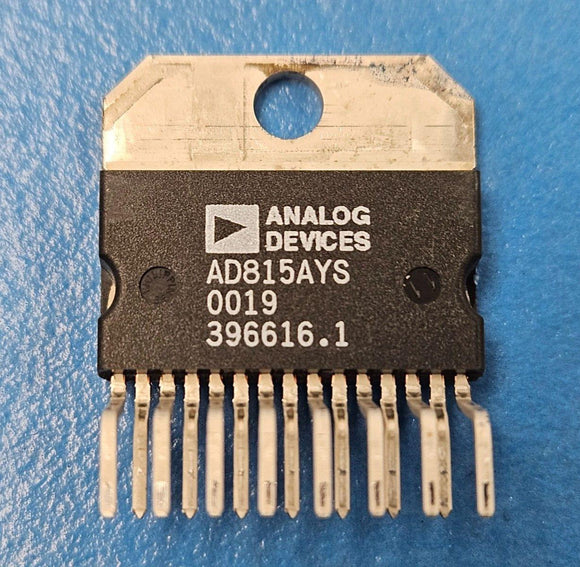 ANALOG
DEVICES
AD815AYS
0019
396616.1